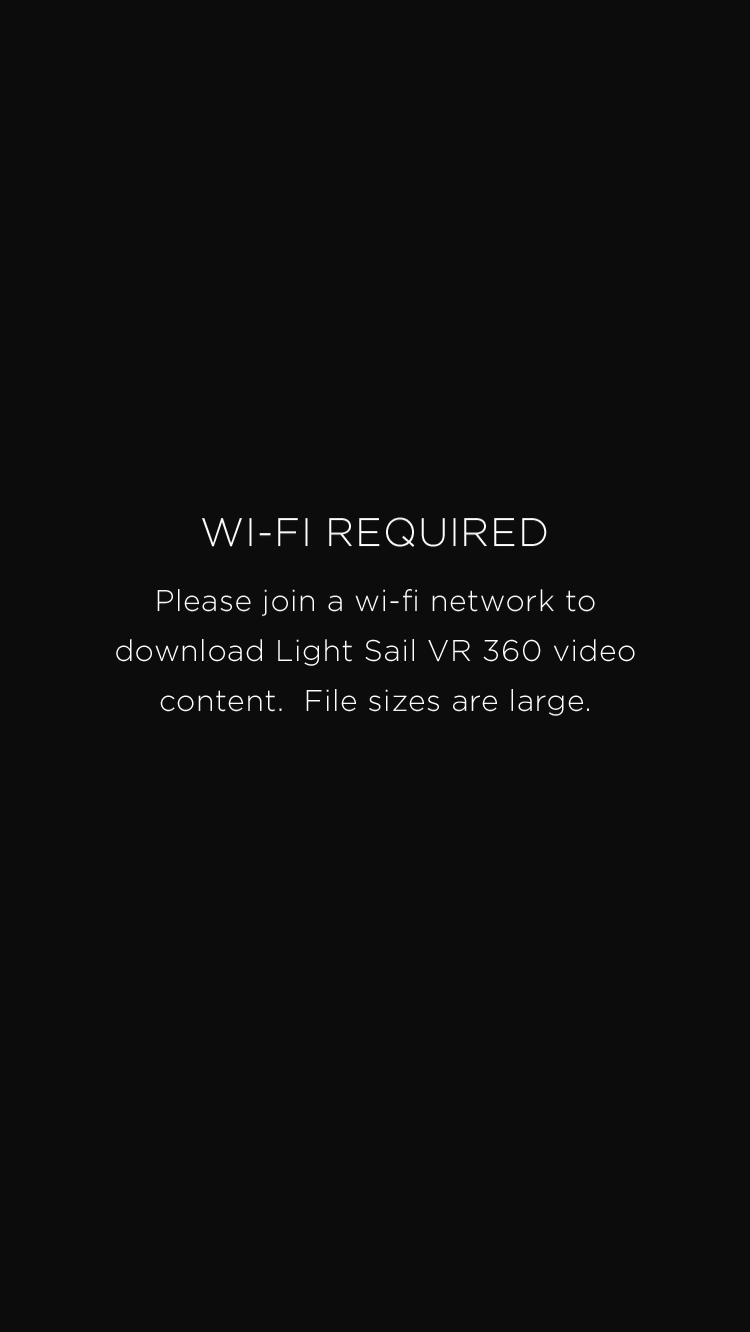 WI-FI REQUIRED
Please join a wi-fi network to
download Light Sail VR 360 video
content.  File sizes are large.